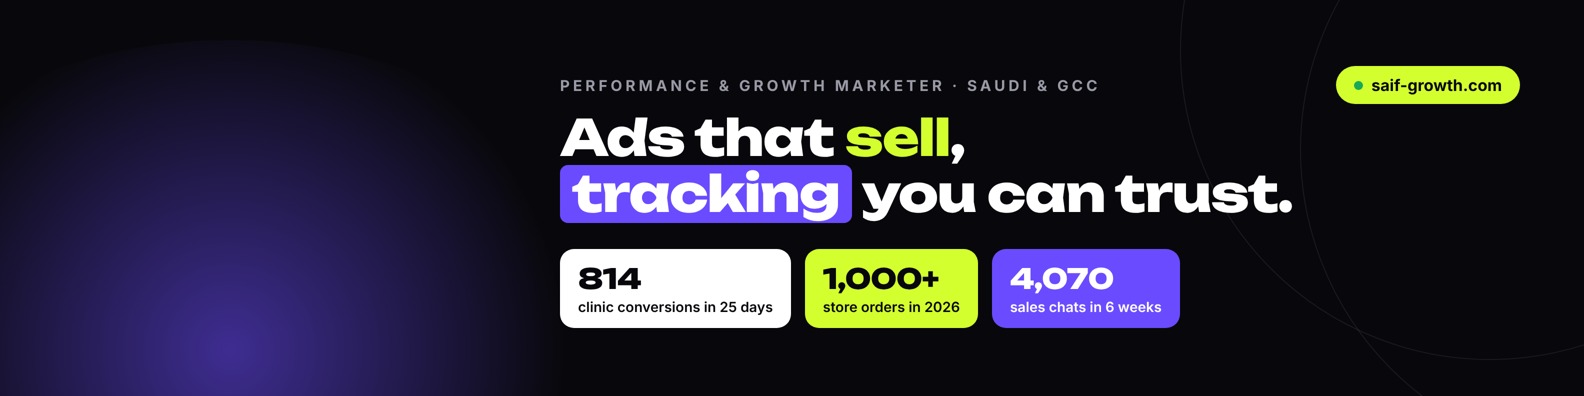 PERFORMANCE & GROWTH MARKETER · SAUDI & GCC
saif-growth.com
Ads that sell,
tracking you can trust.
814
clinic conversions in 25 days
1,000+
store orders in 2026
4,070
sales chats in 6 weeks